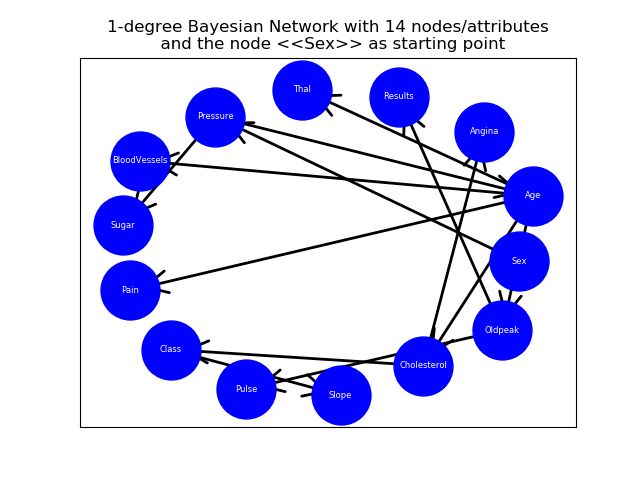 1-degree Bayesian Network with 14 nodes/attributes
and the node <<Sex>> as starting point
Thal
Results
Pressure
Angina
BloodVessels
Age
Sugar
Sex
Pain
Oldpeak
Class
Cholesterol
Pulse
Slope